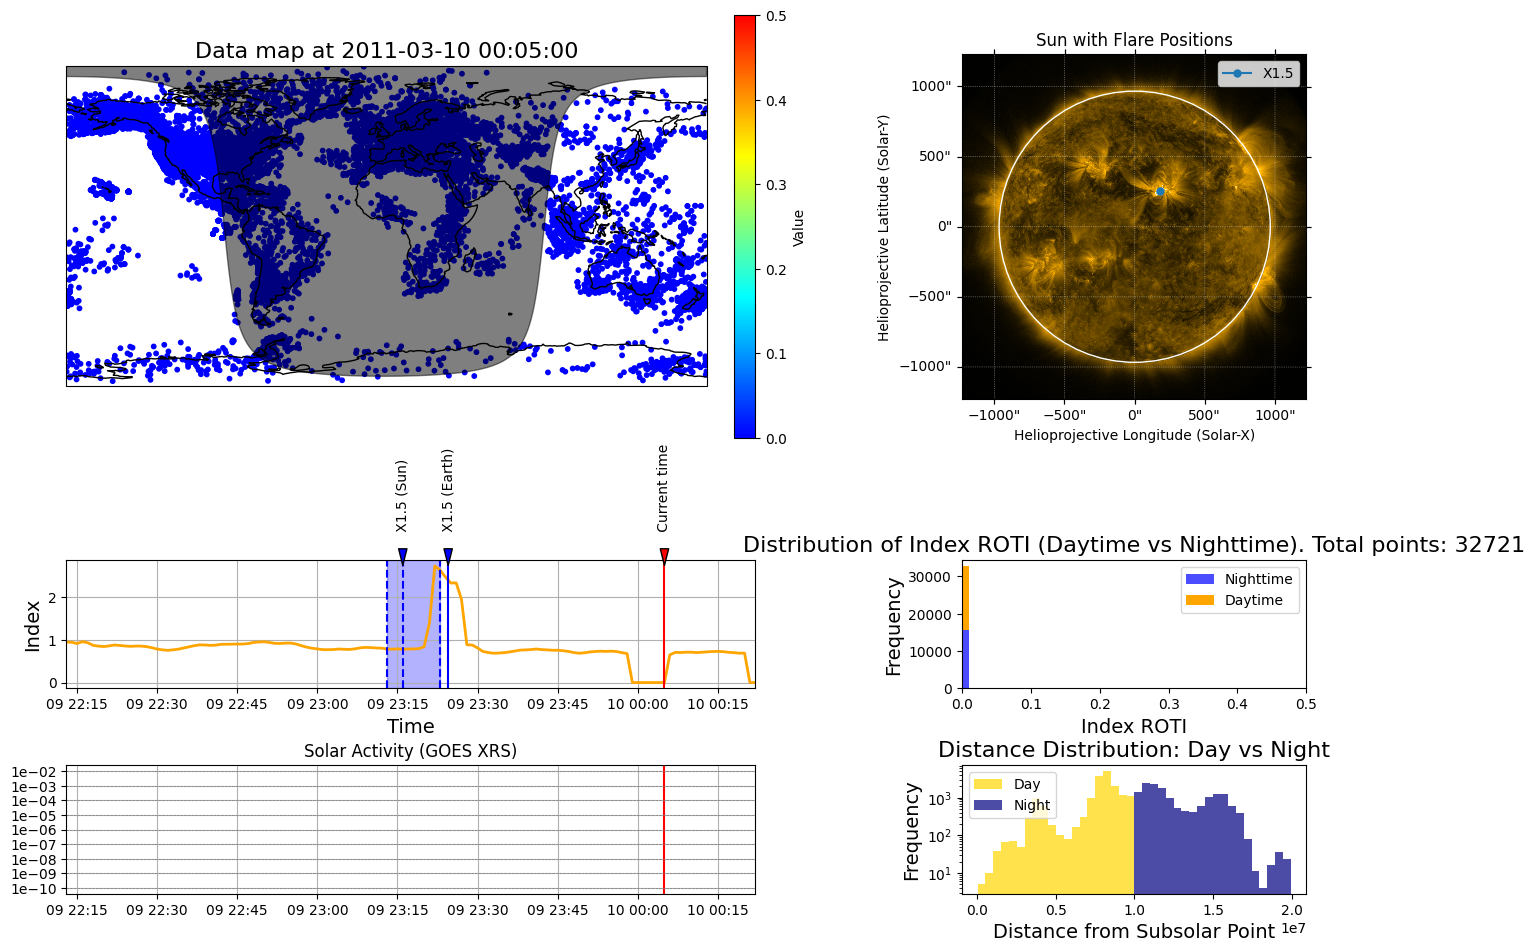 Data map at 2011-03-10 00:05:00
0.5
0.4
0.3
0.2
0.1
0.0
Value
Sun with Flare Positions
X1.5
1000"
500"
0"
−500"
−1000"
Helioprojective Latitude (Solar-Y)
−1000" −500" 0" 500" 1000"
Helioprojective Longitude (Solar-X)
X1.5 (Sun)
X1.5 (Earth)
Current time
2
1
0
Index
09 22:15 09 22:30 09 22:45 09 23:00 09 23:15 09 23:30 09 23:45 10 00:00 10 00:15
Time
Distribution of Index ROTI (Daytime vs Nighttime). Total points: 32721
Nighttime
Daytime
30000
20000
10000
0
Frequency
0.0 0.1 0.2 0.3 0.4 0.5
Index ROTI
Solar Activity (GOES XRS)
1e−02
1e−03
1e−04
1e−05
1e−06
1e−07
1e−08
1e−09
1e−10
09 22:15 09 22:30 09 22:45 09 23:00 09 23:15 09 23:30 09 23:45 10 00:00 10 00:15
Distance Distribution: Day vs Night
Day
Night
10³
10²
10¹
Frequency
0.0 0.5 1.0 1.5 2.0
1e7
Distance from Subsolar Point